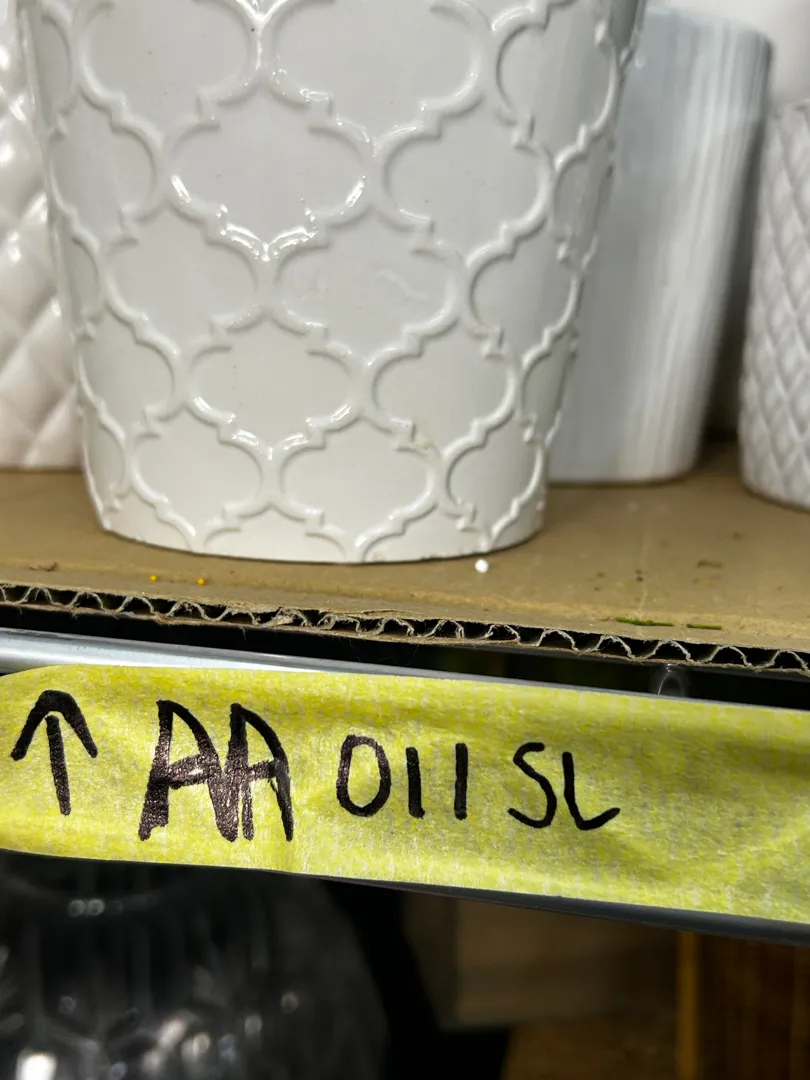 ↑ AA 011 SL